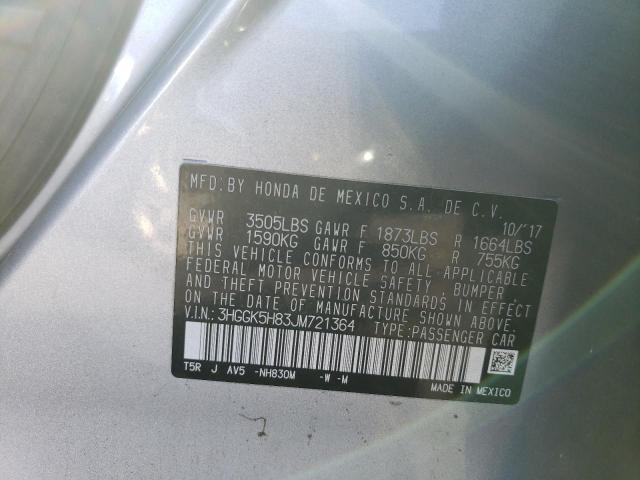 MFD: BY HONDA DE MEXICO S.A. DE C.V.
10/'17
GVWR 3505LBS GAWR F 1873LBS R 1664LBS
GVWR 1590KG GAWR F 850KG R 755KG
THIS VEHICLE CONFORMS TO ALL APPLICABLE
FEDERAL MOTOR VEHICLE SAFETY, BUMPER,
AND THEFT PREVENTION STANDARDS IN EFFECT
ON THE DATE OF MANUFACTURE SHOWN ABOVE.
V.I.N.: 3HGGK5H83JM721364 TYPE: PASSENGER CAR
T5R J AV5 -NH830M -W -M
MADE IN MEXICO